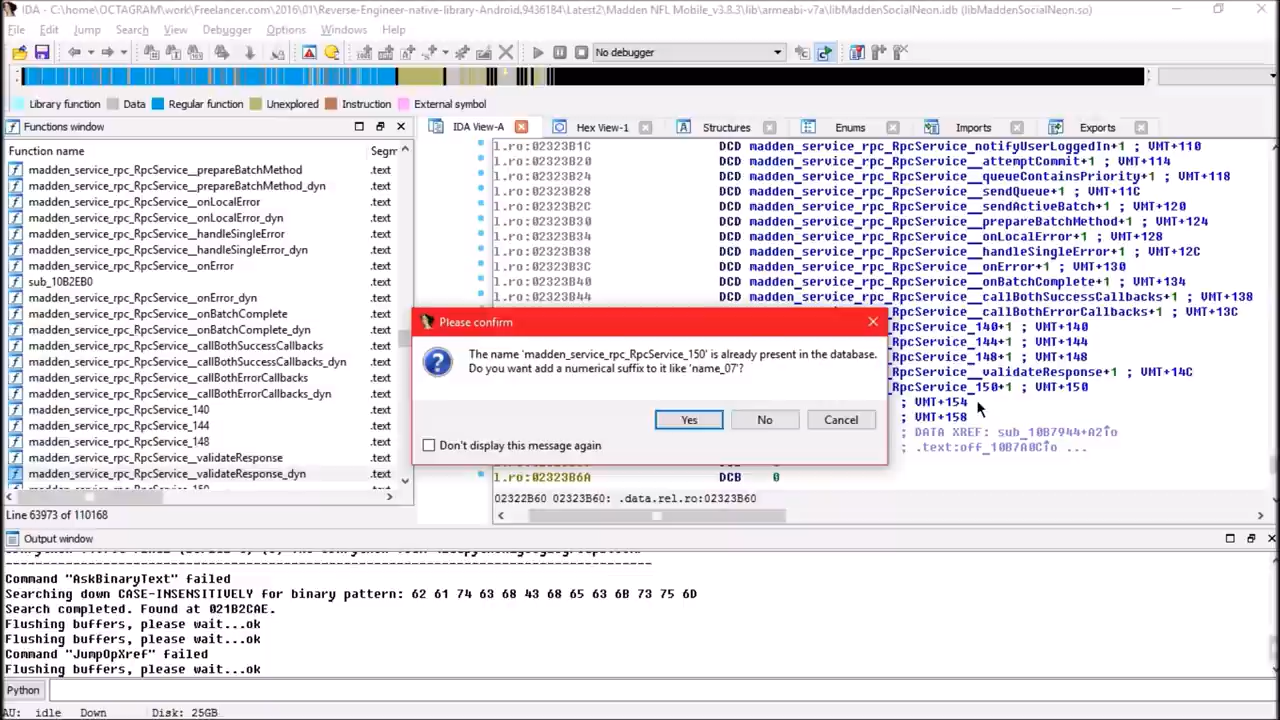 IDA - C:\home\OCTAGRAM\work\Freelancer.com\2016\01\Reverse-Engineer-native-library-Android.9436184\Latest2\Madden NFL Mobile_v3.8.3\lib\armeabi-v7a\libMaddenSocialNeon.idb (libMaddenSocialNeon.so)
File Edit Jump Search View Debugger Options Windows Help
No debugger
Library function Data Regular function Unexplored Instruction External symbol
Functions window
IDA View-A Hex View-1 Structures Enums Imports Exports
Function name Segm
madden_service_rpc_RpcService__prepareBatchMethod .text
madden_service_rpc_RpcService__prepareBatchMethod_dyn .text
madden_service_rpc_RpcService__onLocalError .text
madden_service_rpc_RpcService__onLocalError_dyn .text
madden_service_rpc_RpcService__handleSingleError .text
madden_service_rpc_RpcService__handleSingleError_dyn .text
madden_service_rpc_RpcService__onError .text
sub_10B2EB0 .text
madden_service_rpc_RpcService__onError_dyn .text
madden_service_rpc_RpcService__onBatchComplete .text
madden_service_rpc_RpcService__onBatchComplete_dyn .text
madden_service_rpc_RpcService__callBothSuccessCallbacks .text
madden_service_rpc_RpcService__callBothSuccessCallbacks_dyn .text
madden_service_rpc_RpcService__callBothErrorCallbacks .text
madden_service_rpc_RpcService__callBothErrorCallbacks_dyn .text
madden_service_rpc_RpcService_140 .text
madden_service_rpc_RpcService_144 .text
madden_service_rpc_RpcService_148 .text
madden_service_rpc_RpcService__validateResponse .text
madden_service_rpc_RpcService__validateResponse_dyn .text
Line 63973 of 110168
l.ro:02323B1C DCD madden_service_rpc_RpcService_notifyUserLoggedIn+1 ; VMT+110
l.ro:02323B20 DCD madden_service_rpc_RpcService__attemptCommit+1 ; VMT+114
l.ro:02323B24 DCD madden_service_rpc_RpcService__queueContainsPriority+1 ; VMT+118
l.ro:02323B28 DCD madden_service_rpc_RpcService__sendQueue+1 ; VMT+11C
l.ro:02323B2C DCD madden_service_rpc_RpcService__sendActiveBatch+1 ; VMT+120
l.ro:02323B30 DCD madden_service_rpc_RpcService__prepareBatchMethod+1 ; VMT+124
l.ro:02323B34 DCD madden_service_rpc_RpcService__onLocalError+1 ; VMT+128
l.ro:02323B38 DCD madden_service_rpc_RpcService__handleSingleError+1 ; VMT+12C
l.ro:02323B3C DCD madden_service_rpc_RpcService__onError+1 ; VMT+130
l.ro:02323B40 DCD madden_service_rpc_RpcService__onBatchComplete+1 ; VMT+134
l.ro:02323B44 DCD madden_service_rpc_RpcService__callBothSuccessCallbacks+1 ; VMT+138
madden_service_rpc_RpcService__callBothErrorCallbacks+1 ; VMT+13C
RpcService_140+1 ; VMT+140
RpcService_144+1 ; VMT+144
RpcService_148+1 ; VMT+148
RpcService__validateResponse+1 ; VMT+14C
RpcService_150+1 ; VMT+150
; VMT+154
; VMT+158
; DATA XREF: sub_10B7944+A2↑o
; .text:off_10B7A0C↑o ...
l.ro:02323B6A DCB 0
02322B60 02323B60: .data.rel.ro:02323B60
Please confirm
The name 'madden_service_rpc_RpcService_150' is already present in the database.
Do you want add a numerical suffix to it like 'name_07'?
Yes No Cancel
Don't display this message again
Output window
Command "AskBinaryText" failed
Searching down CASE-INSENSITIVELY for binary pattern: 62 61 74 63 68 43 68 65 63 6B 73 75 6D
Search completed. Found at 021B2CAE.
Flushing buffers, please wait...ok
Flushing buffers, please wait...ok
Command "JumpOpXref" failed
Flushing buffers, please wait...ok
Python
AU: idle Down Disk: 25GB